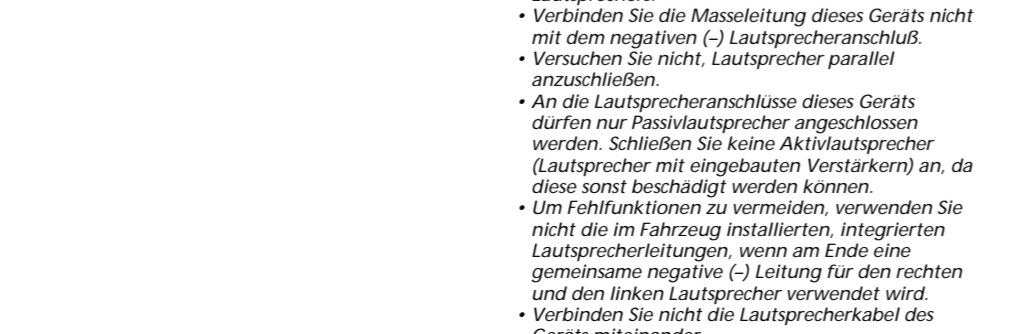 Lautsprechers.
• Verbinden Sie die Masseleitung dieses Geräts nicht
mit dem negativen (–) Lautsprecheranschluß.
• Versuchen Sie nicht, Lautsprecher parallel
anzuschließen.
• An die Lautsprecheranschlüsse dieses Geräts
dürfen nur Passivlautsprecher angeschlossen
werden. Schließen Sie keine Aktivlautsprecher
(Lautsprecher mit eingebauten Verstärkern) an, da
diese sonst beschädigt werden können.
• Um Fehlfunktionen zu vermeiden, verwenden Sie
nicht die im Fahrzeug installierten, integrierten
Lautsprecherleitungen, wenn am Ende eine
gemeinsame negative (–) Leitung für den rechten
und den linken Lautsprecher verwendet wird.
• Verbinden Sie nicht die Lautsprecherkabel des
Geräts miteinander.